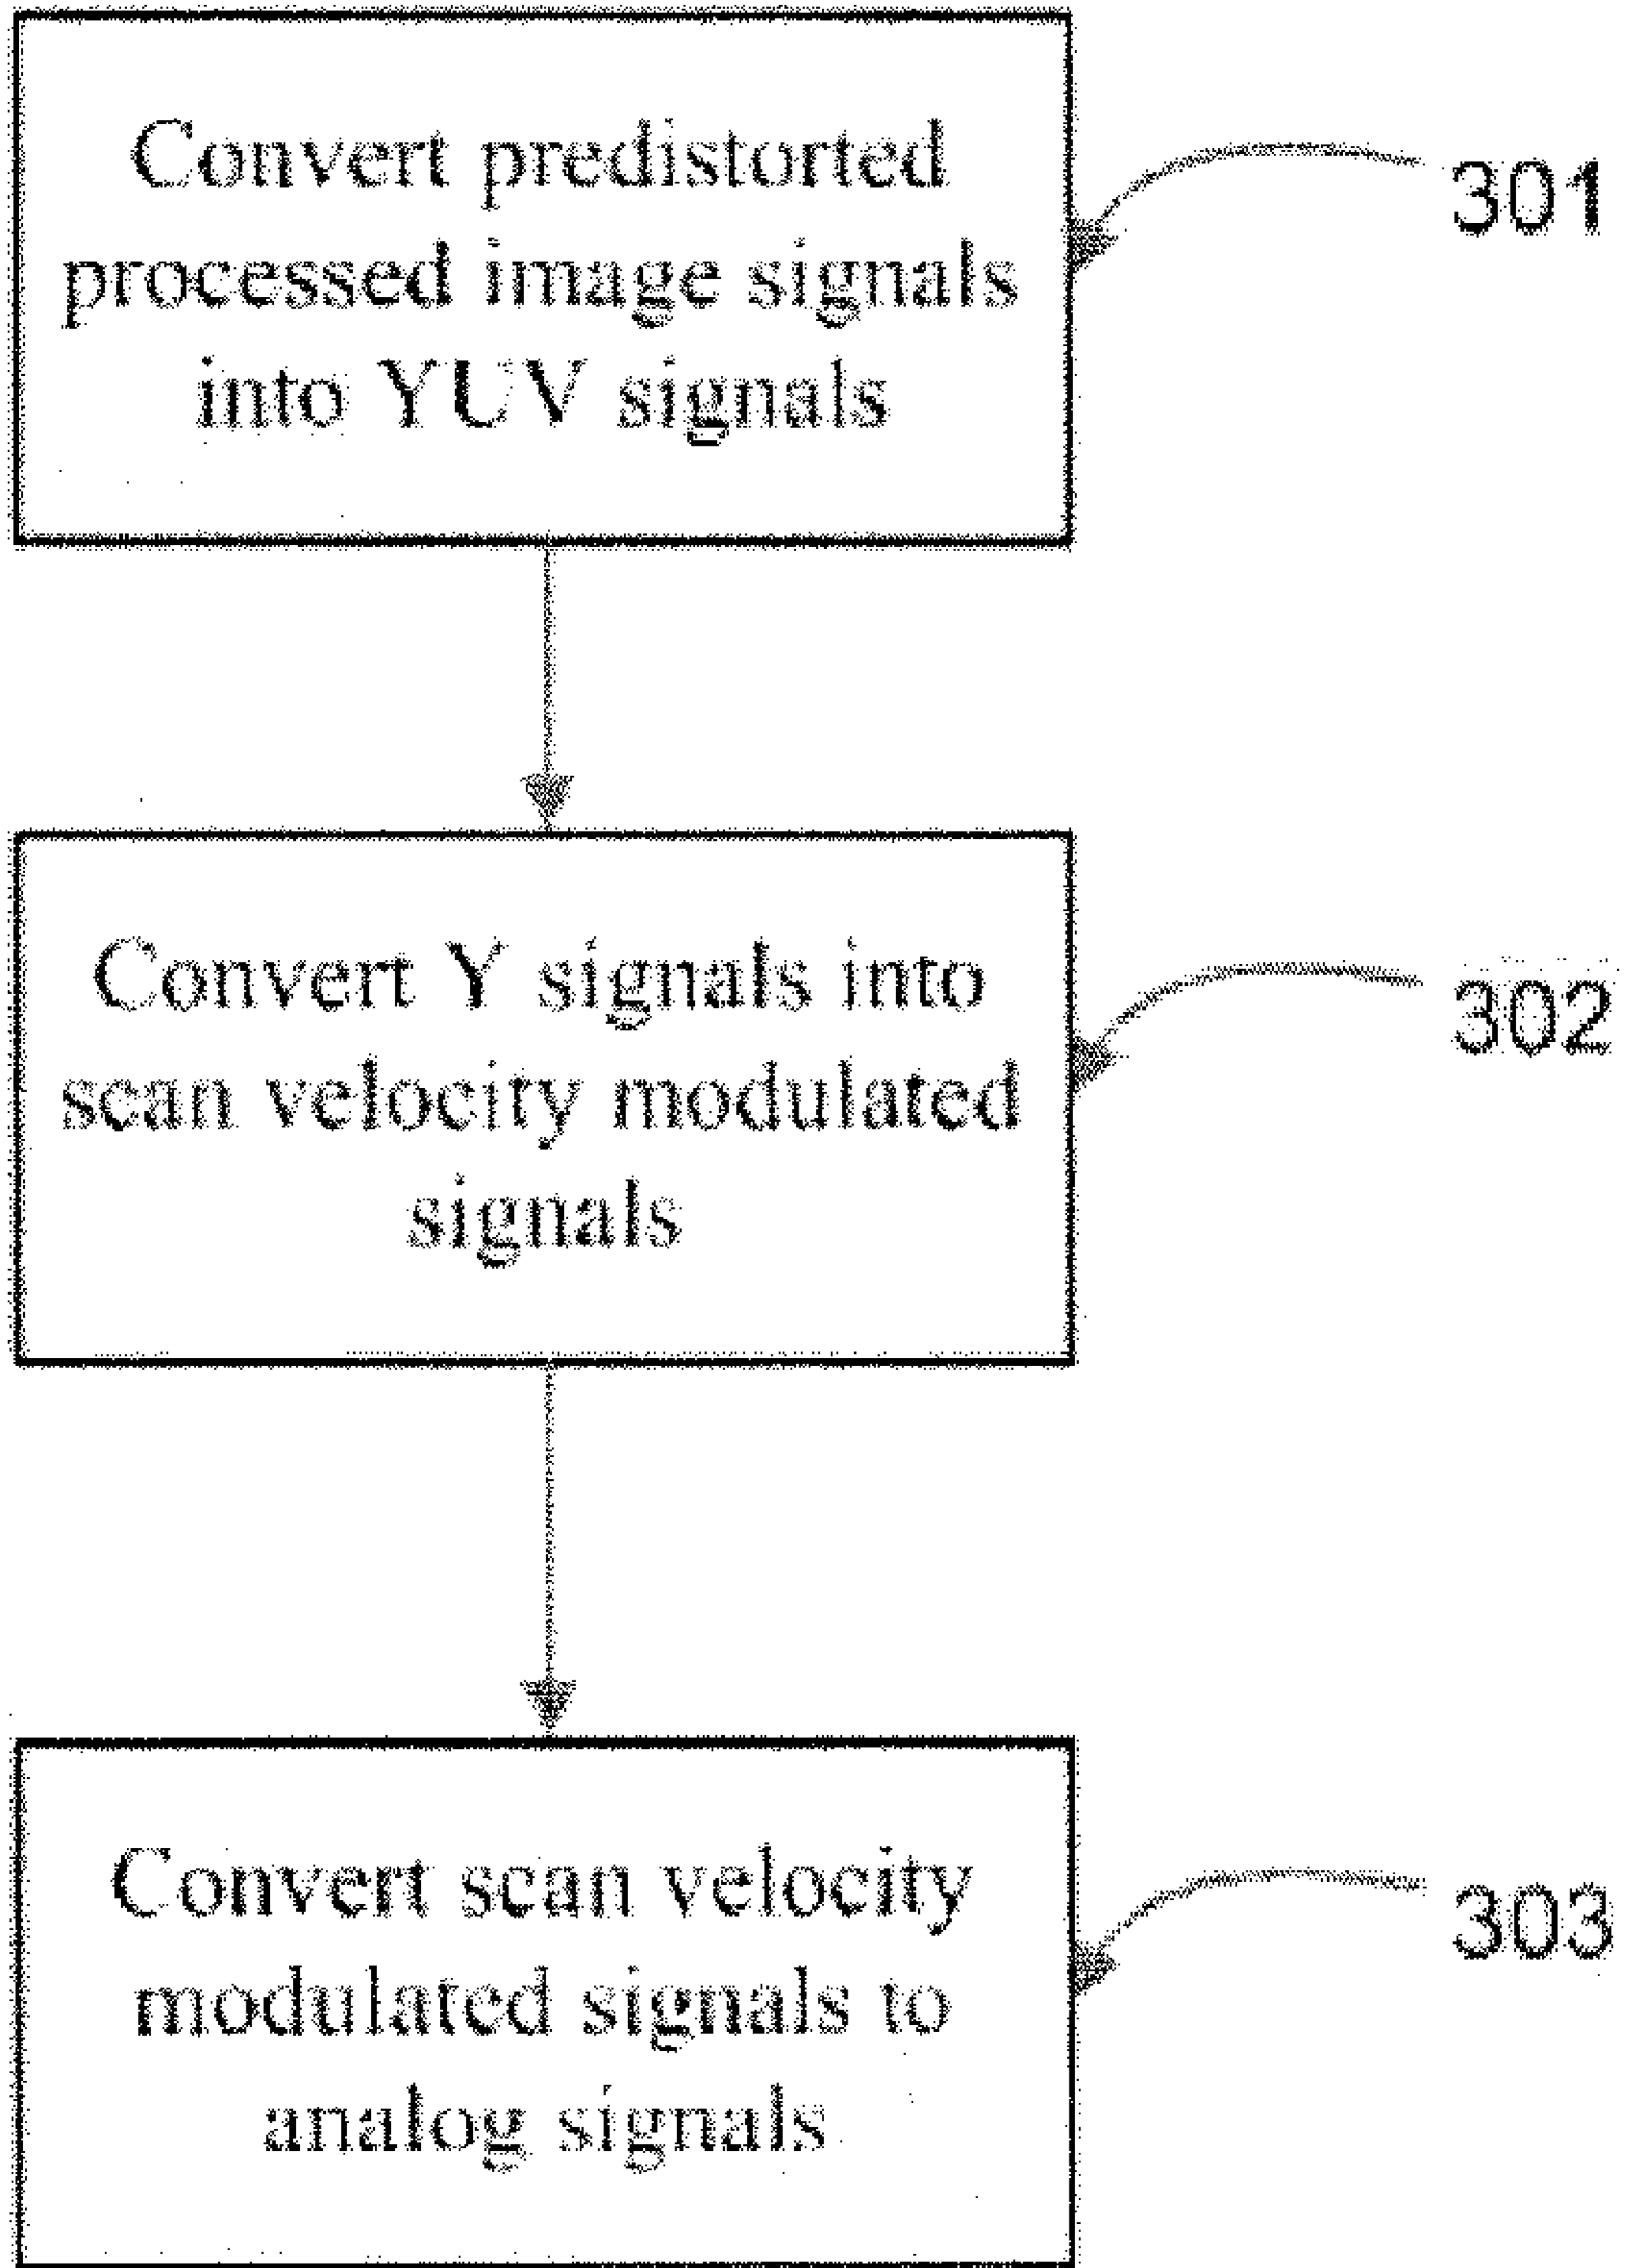 Convert predistorted
processed image signals
into YUV signals
301
Convert Y signals into
scan velocity modulated
signals
302
Convert scan velocity
modulated signals to
analog signals
303